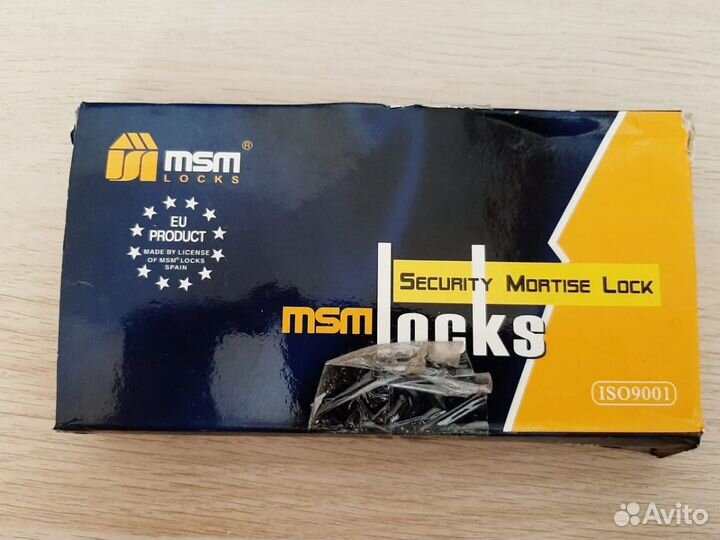 msm®
LOCKS
EU
PRODUCT
MADE BY LICENSE
OF MSM® LOCKS
SPAIN
SECURITY MORTISE LOCK
msm locks
ISO9001
Avito